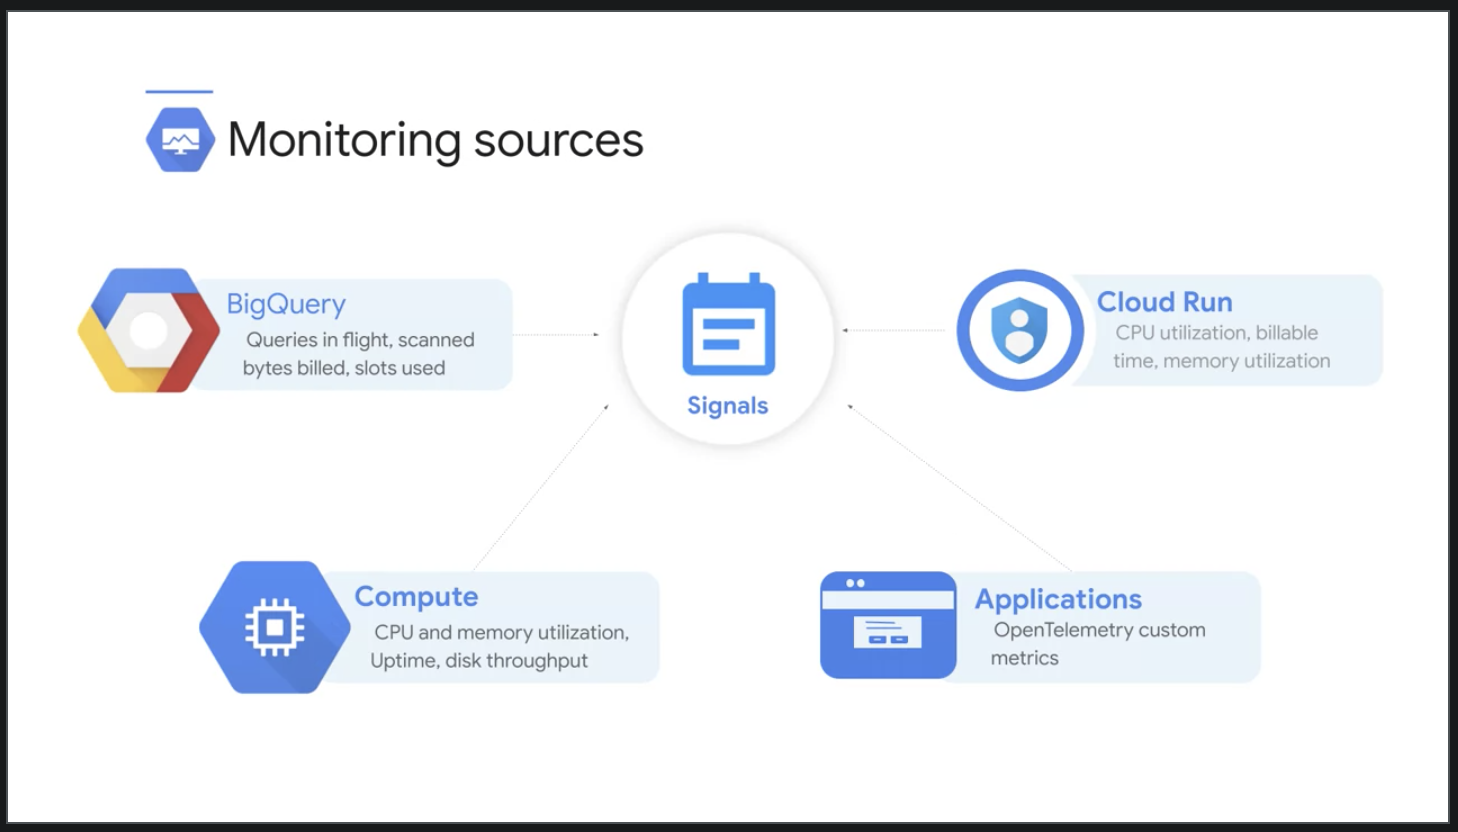 Monitoring sources
BigQuery
Queries in flight, scanned
bytes billed, slots used
Signals
Cloud Run
CPU utilization, billable
time, memory utilization
Compute
CPU and memory utilization,
Uptime, disk throughput
Applications
OpenTelemetry custom
metrics